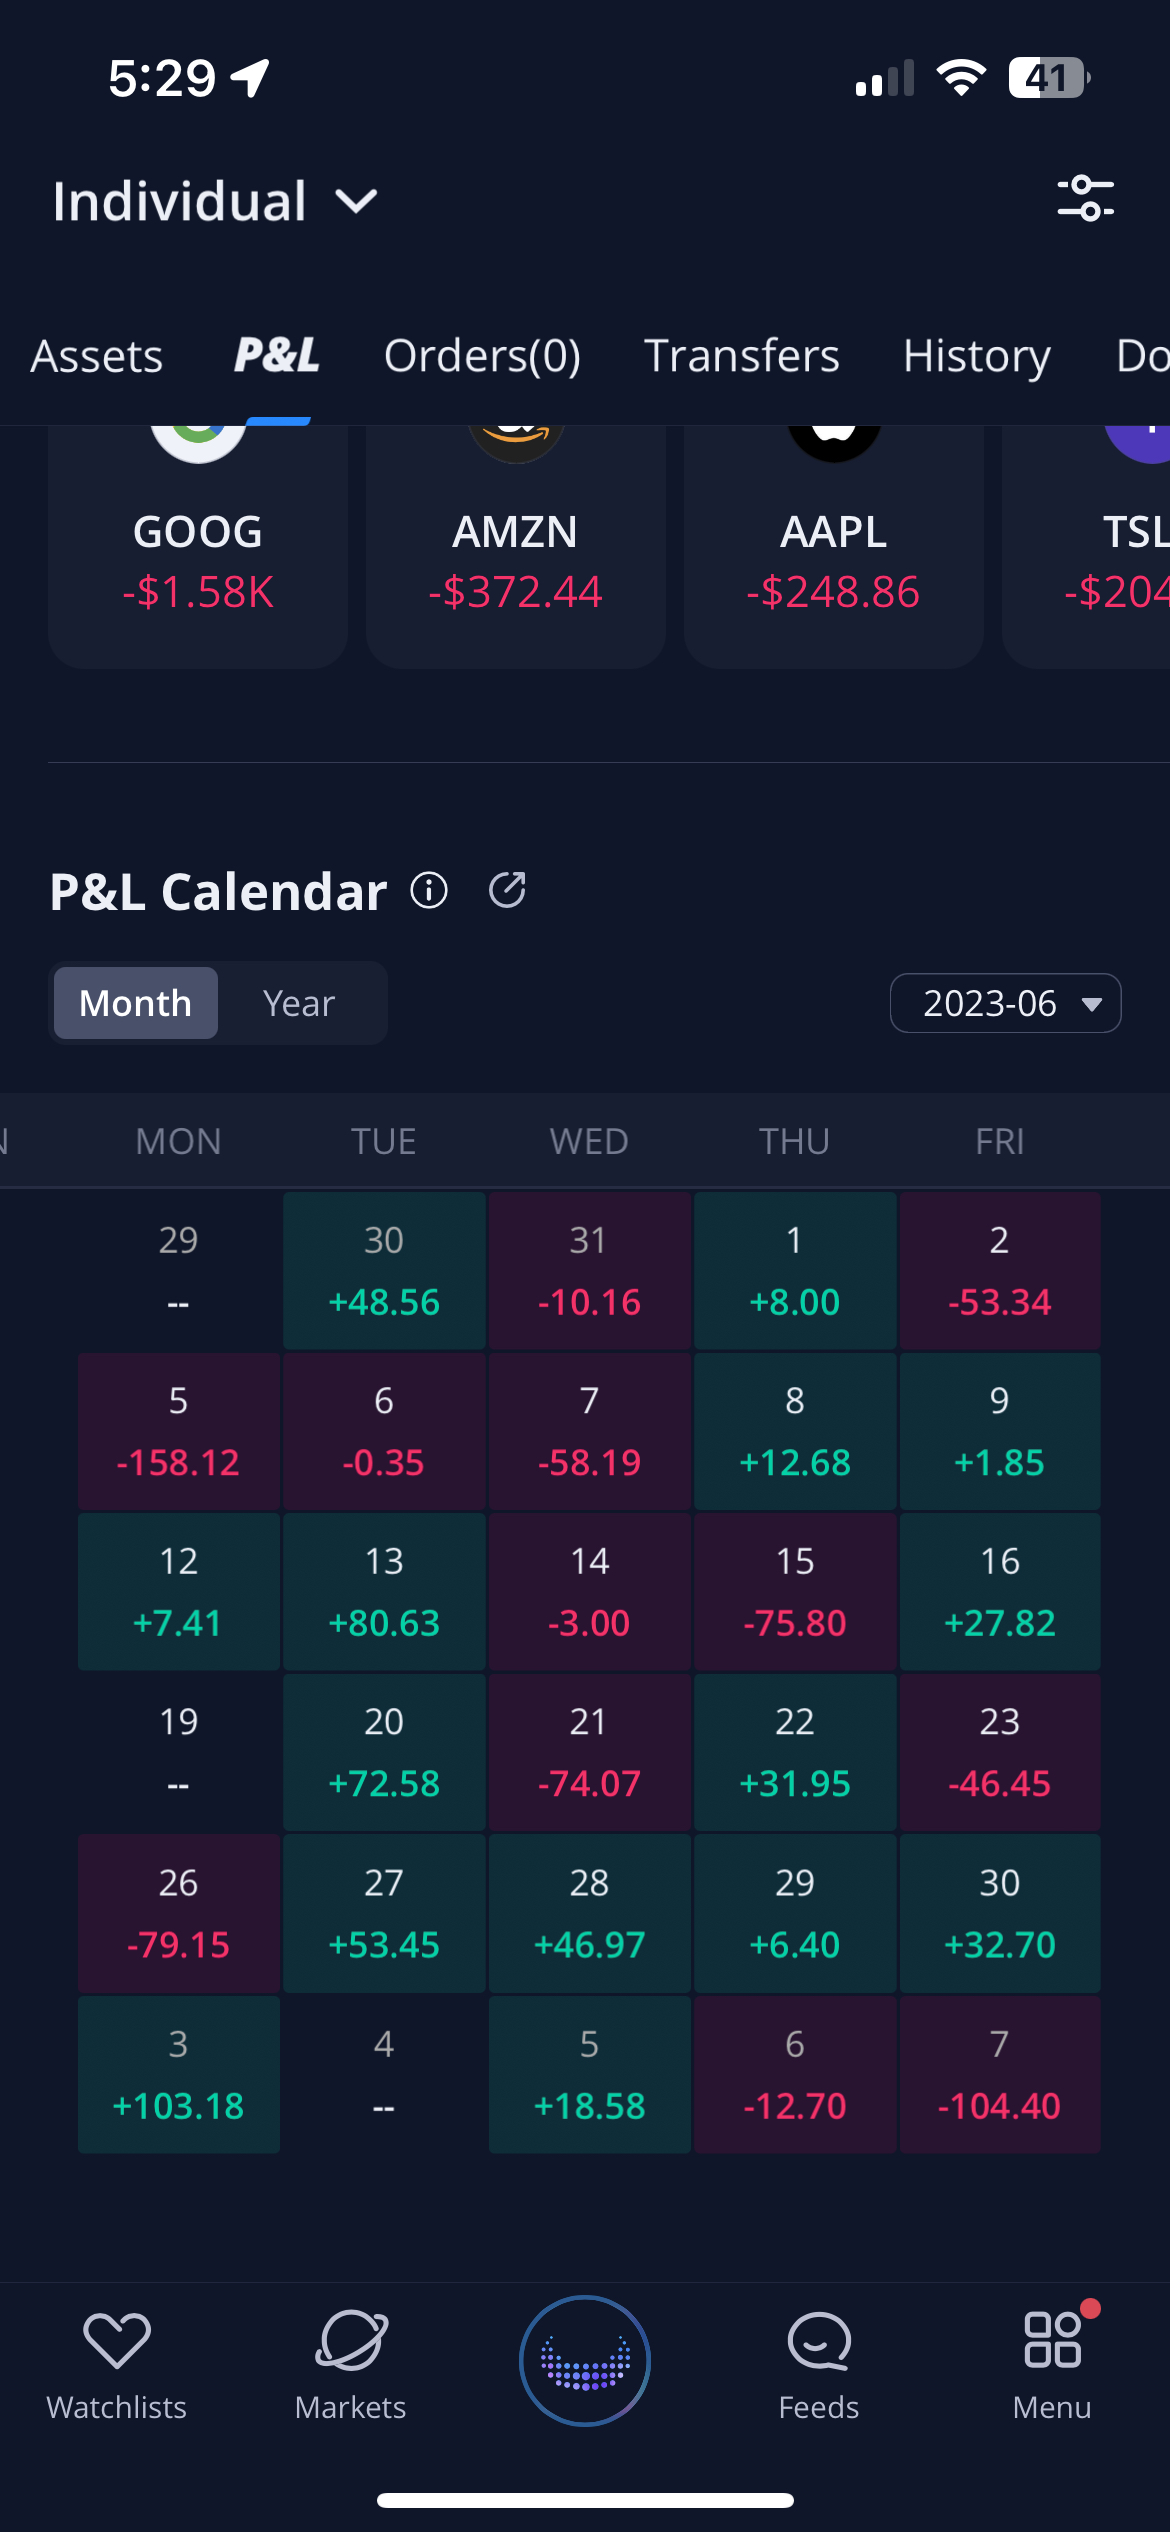 5:29 41
Individual
Assets P&L Orders(0) Transfers History Do
GOOG AMZN AAPL TSL
-$1.58K -$372.44 -$248.86 -$204
P&L Calendar
Month Year 2023-06
N MON TUE WED THU FRI
29 30 31 1 2
-- +48.56 -10.16 +8.00 -53.34
5 6 7 8 9
-158.12 -0.35 -58.19 +12.68 +1.85
12 13 14 15 16
+7.41 +80.63 -3.00 -75.80 +27.82
19 20 21 22 23
-- +72.58 -74.07 +31.95 -46.45
26 27 28 29 30
-79.15 +53.45 +46.97 +6.40 +32.70
3 4 5 6 7
+103.18 -- +18.58 -12.70 -104.40
Watchlists Markets Feeds Menu